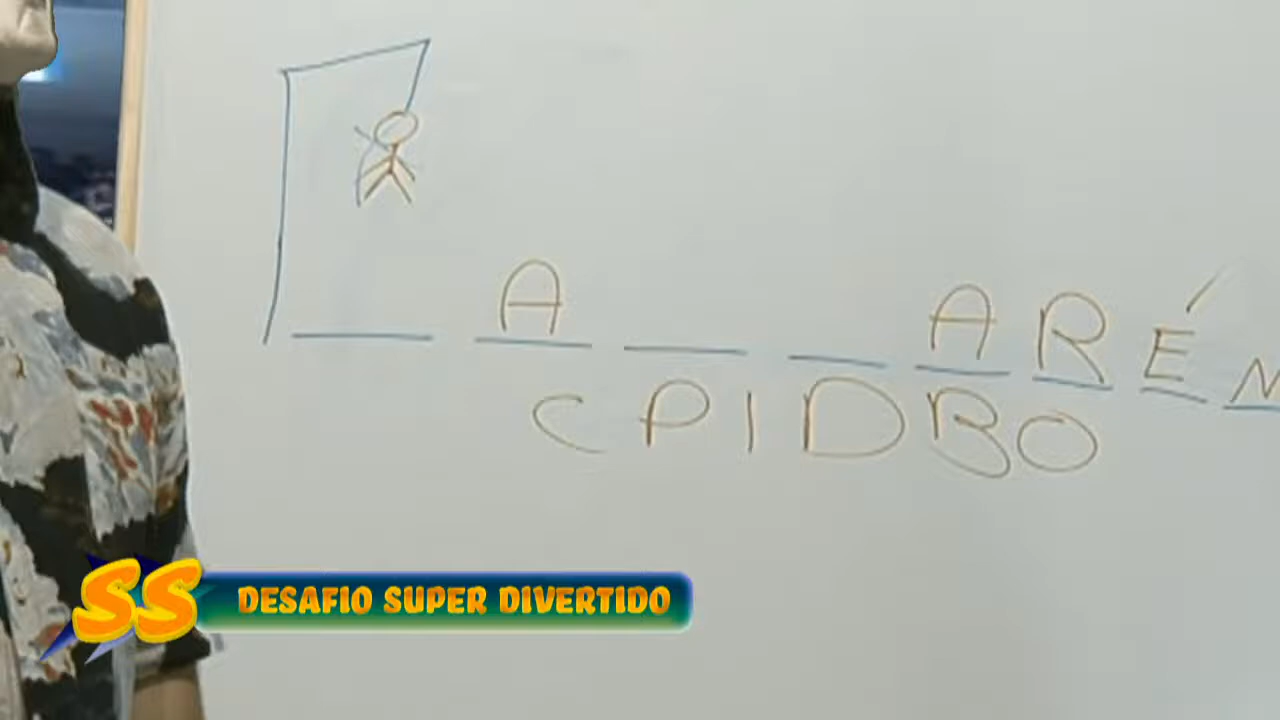 _ A _ _ A R É N
C P I D B O
SS
DESAFIO SUPER DIVERTIDO